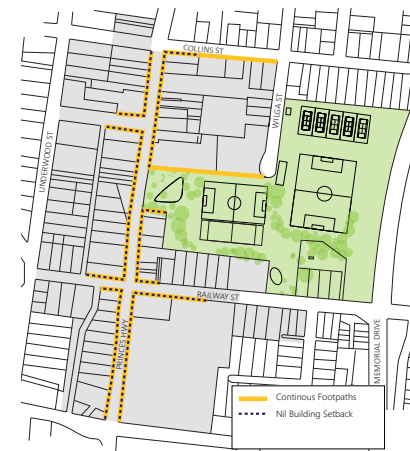 COLLINS ST
WILGA ST
UNDERWOOD ST
RAILWAY ST
PRINCES HWY
MEMORIAL DRIVE
Continous Footpaths
Nil Building Setback